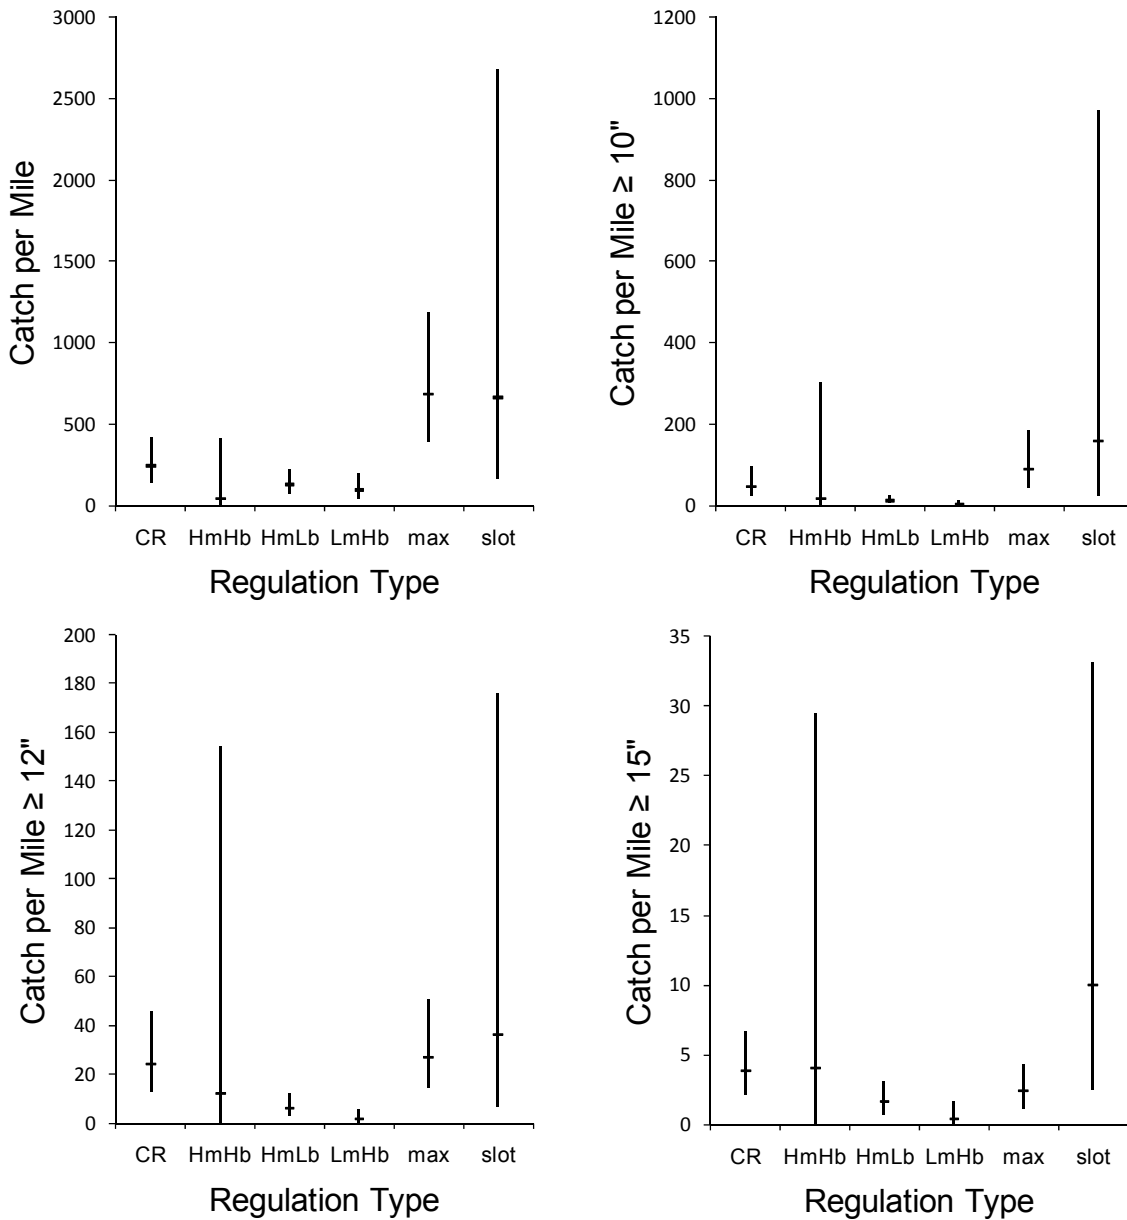 Catch per Mile
3000
2500
2000
1500
1000
500
0
CR HmHb HmLb LmHb max slot
Regulation Type
Catch per Mile ≥ 10"
1200
1000
800
600
400
200
0
CR HmHb HmLb LmHb max slot
Regulation Type
Catch per Mile ≥ 12"
200
180
160
140
120
100
80
60
40
20
0
CR HmHb HmLb LmHb max slot
Regulation Type
Catch per Mile ≥ 15"
35
30
25
20
15
10
5
0
CR HmHb HmLb LmHb max slot
Regulation Type